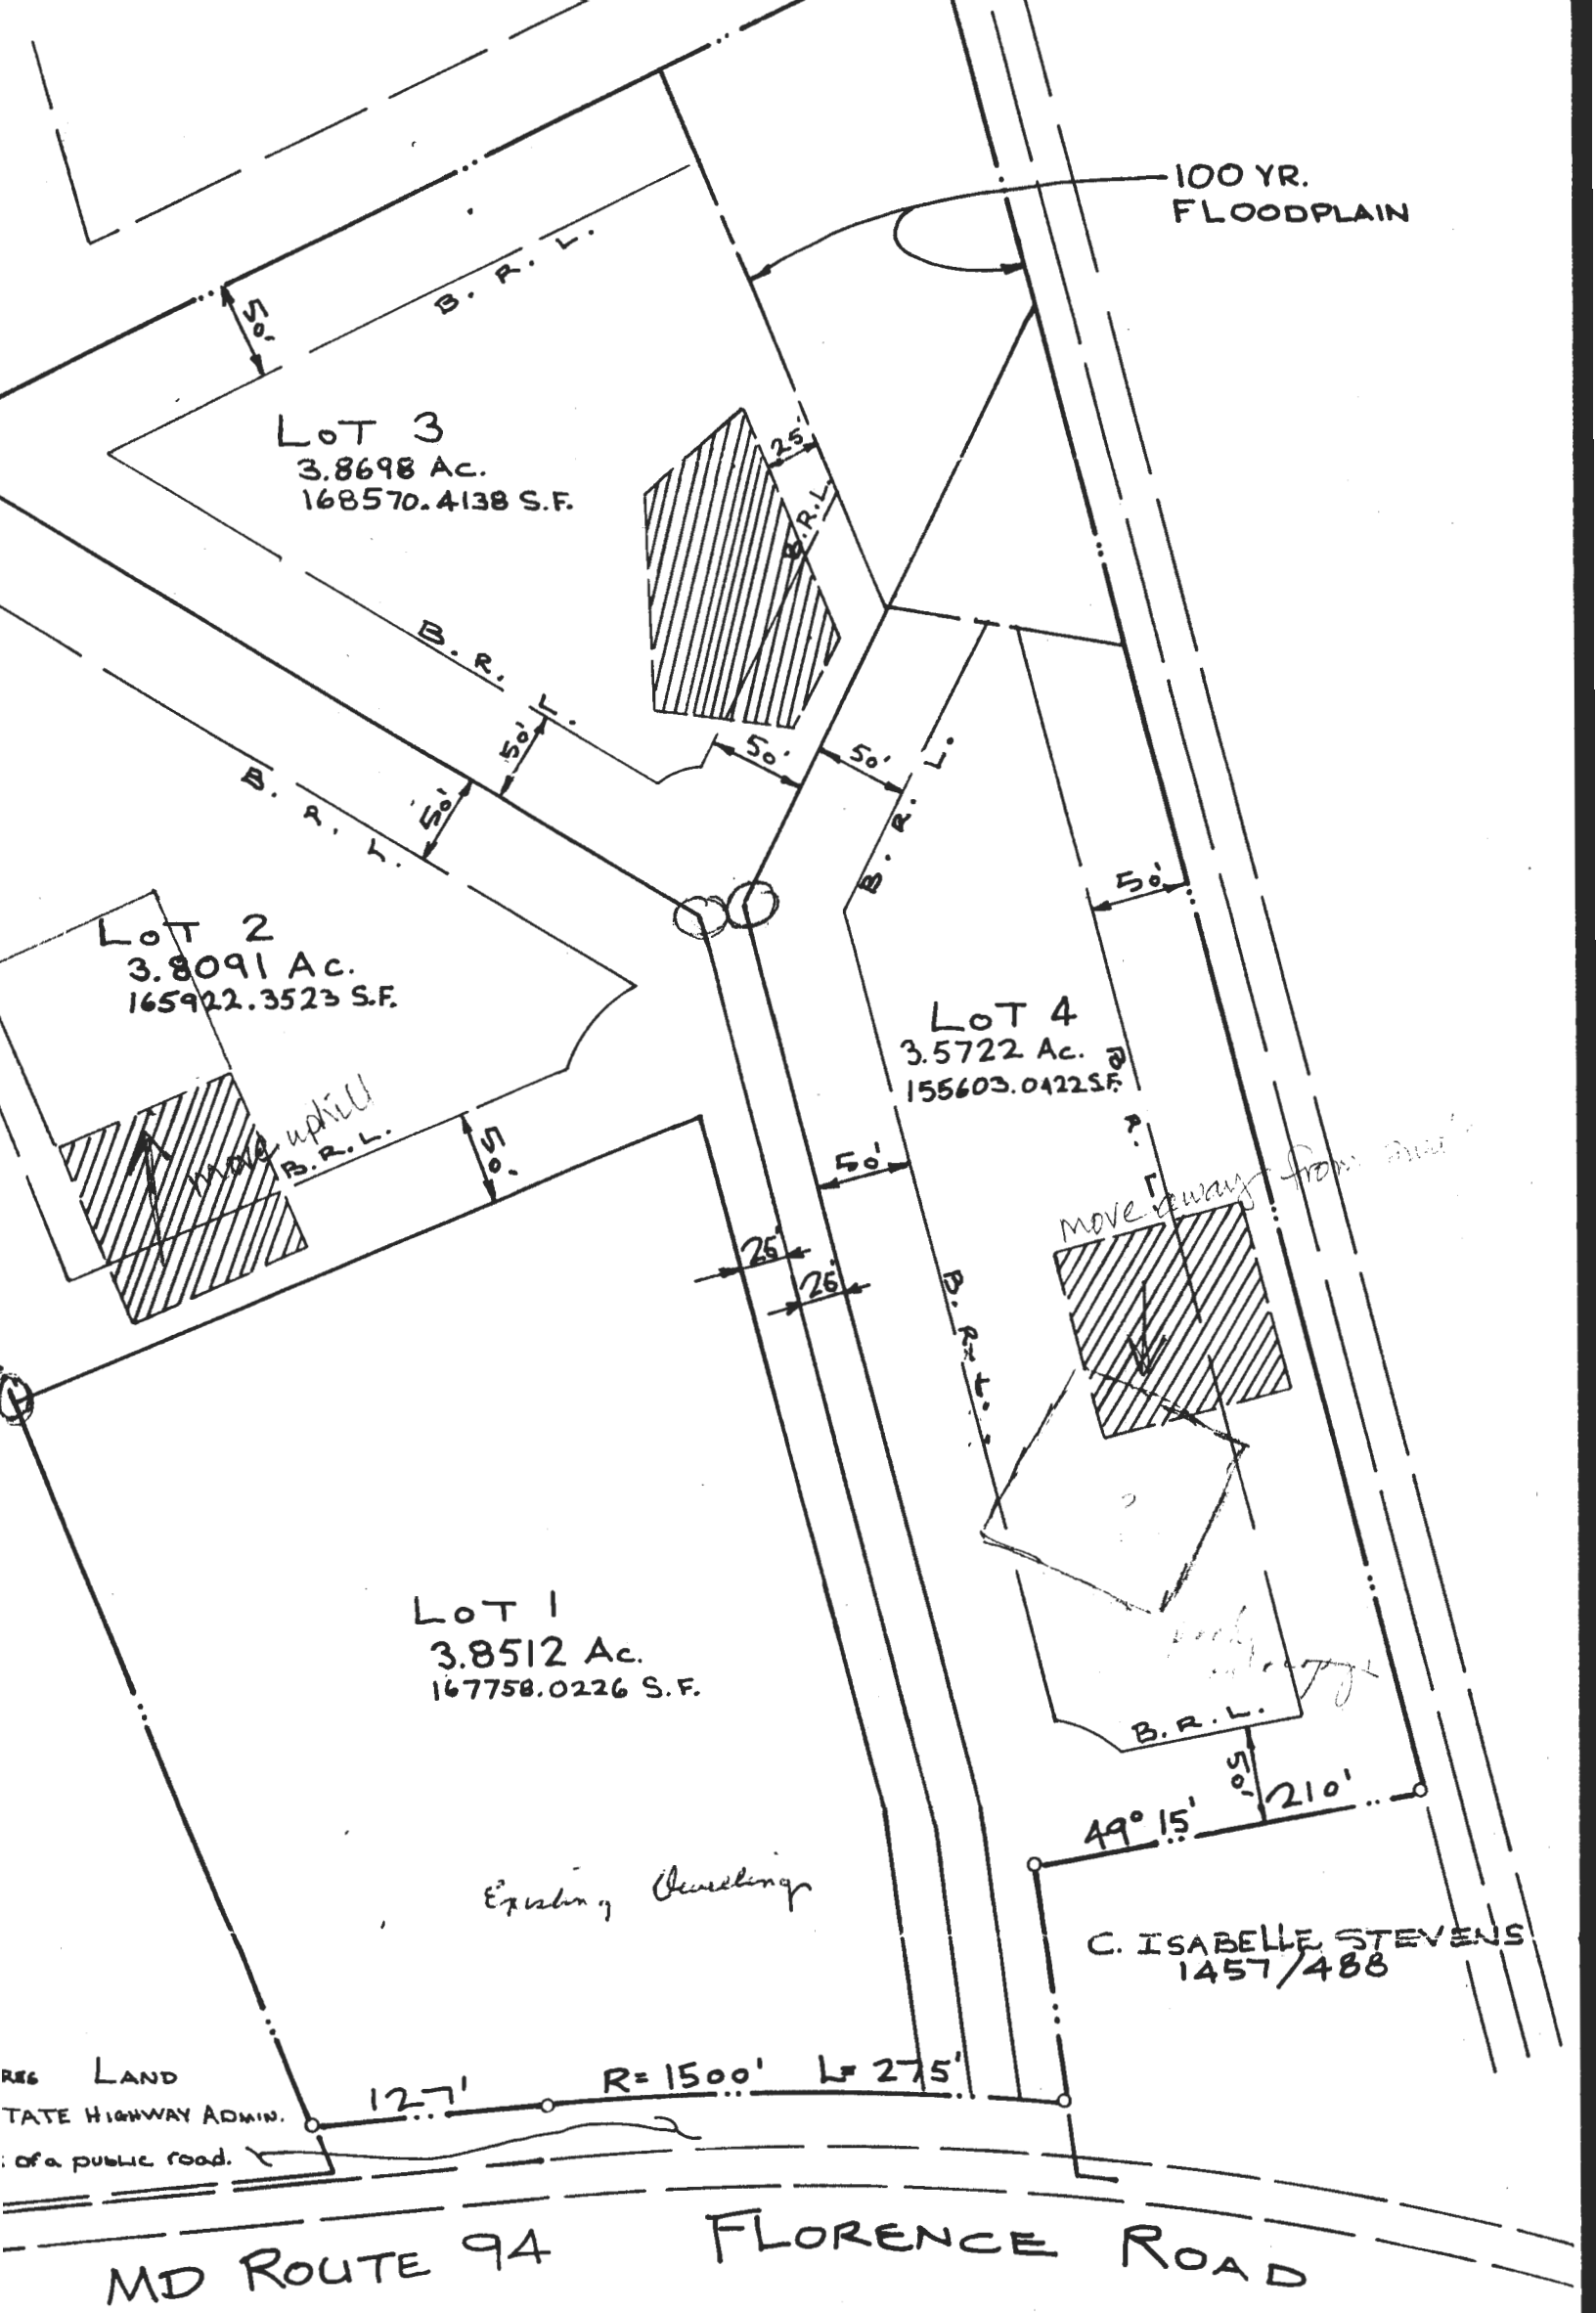 100 YR.
FLOODPLAIN
50'
B. R. L.
LOT 3
3.8698 AC.
168570.4138 S.F.
25'
B.R.L.
B. R. L.
50'
50'
50'
50'
B. R. L.
B. R. L.
50'
LOT 2
3.8091 AC.
165922.3523 S.F.
LOT 4
3.5722 AC.
155603.0422 S.F.
B. R. L.
move uphill
B.R.L.
50'
50'
move away from
25'
25'
B. R. L.
LOT 1
3.8512 AC.
167758.0226 S.F.
B. R. L.
50'
49° 15' 210'
Existing Dwelling
C. ISABELLE STEVENS
1457/488
LAND
127' R= 1500' L= 275'
TATE HIGHWAY ADMIN.
of a public road.
MD ROUTE 94 FLORENCE ROAD